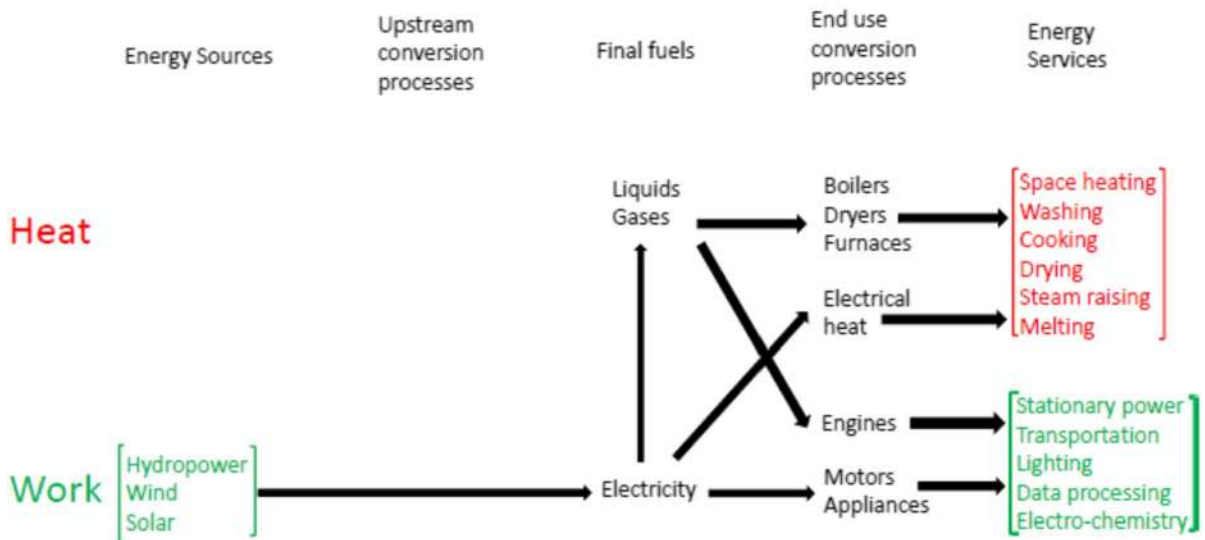 Energy Sources
Upstream
conversion
processes
Final fuels
End use
conversion
processes
Energy
Services
Heat
Liquids
Gases
Boilers
Dryers
Furnaces
Electrical
heat
Space heating
Washing
Cooking
Drying
Steam raising
Melting
Work
Hydropower
Wind
Solar
Electricity
Engines
Motors
Appliances
Stationary power
Transportation
Lighting
Data processing
Electro-chemistry